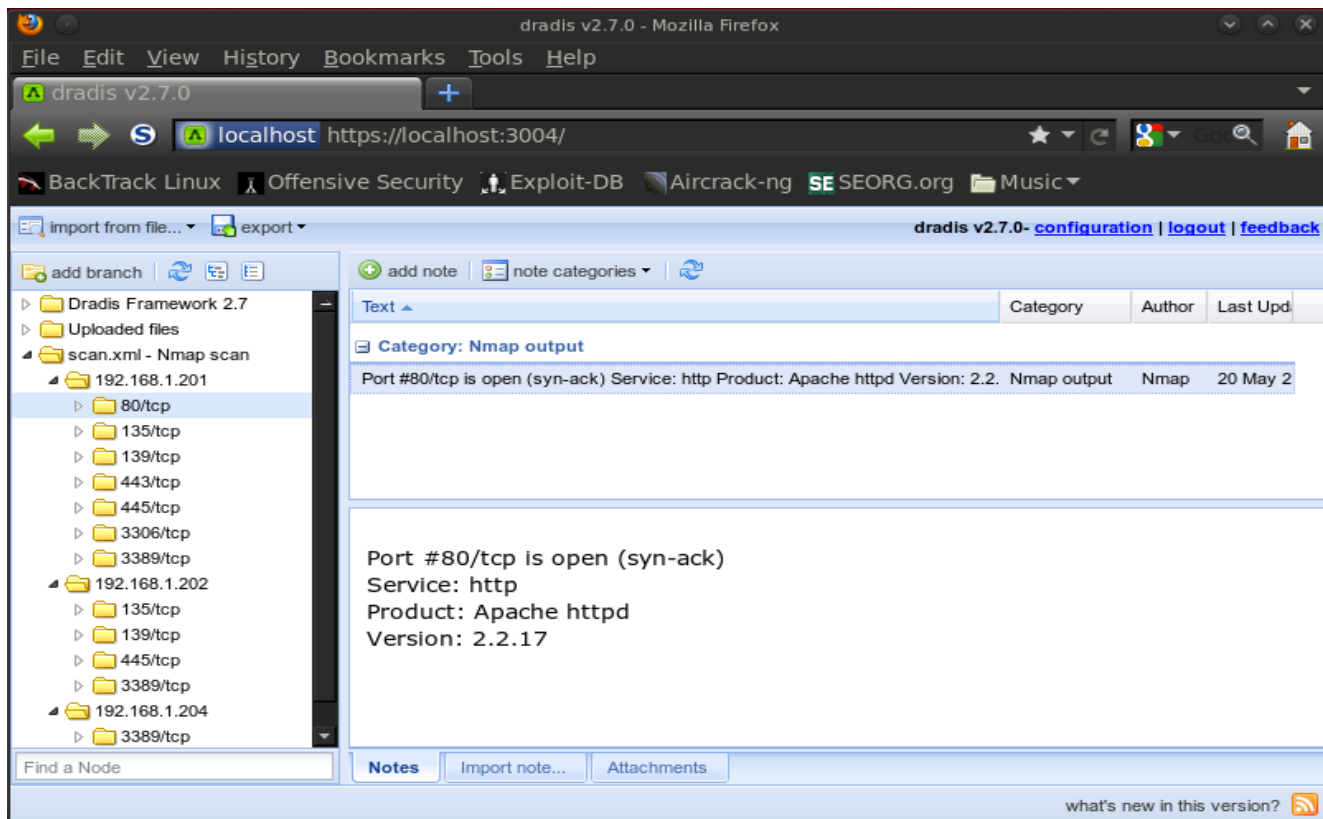 dradis v2.7.0 - Mozilla Firefox
File Edit View History Bookmarks Tools Help
dradis v2.7.0
localhost https://localhost:3004/
BackTrack Linux Offensive Security Exploit-DB Aircrack-ng SE SEORG.org Music
import from file... export dradis v2.7.0- configuration | logout | feedback
add branch
add note note categories
Text Category Author Last Upd
Category: Nmap output
Port #80/tcp is open (syn-ack) Service: http Product: Apache httpd Version: 2.2. Nmap output Nmap 20 May 2
Dradis Framework 2.7
Uploaded files
scan.xml - Nmap scan
192.168.1.201
80/tcp
135/tcp
139/tcp
443/tcp
445/tcp
3306/tcp
3389/tcp
192.168.1.202
135/tcp
139/tcp
445/tcp
3389/tcp
192.168.1.204
3389/tcp
Find a Node
Port #80/tcp is open (syn-ack)
Service: http
Product: Apache httpd
Version: 2.2.17
Notes Import note... Attachments
what's new in this version?